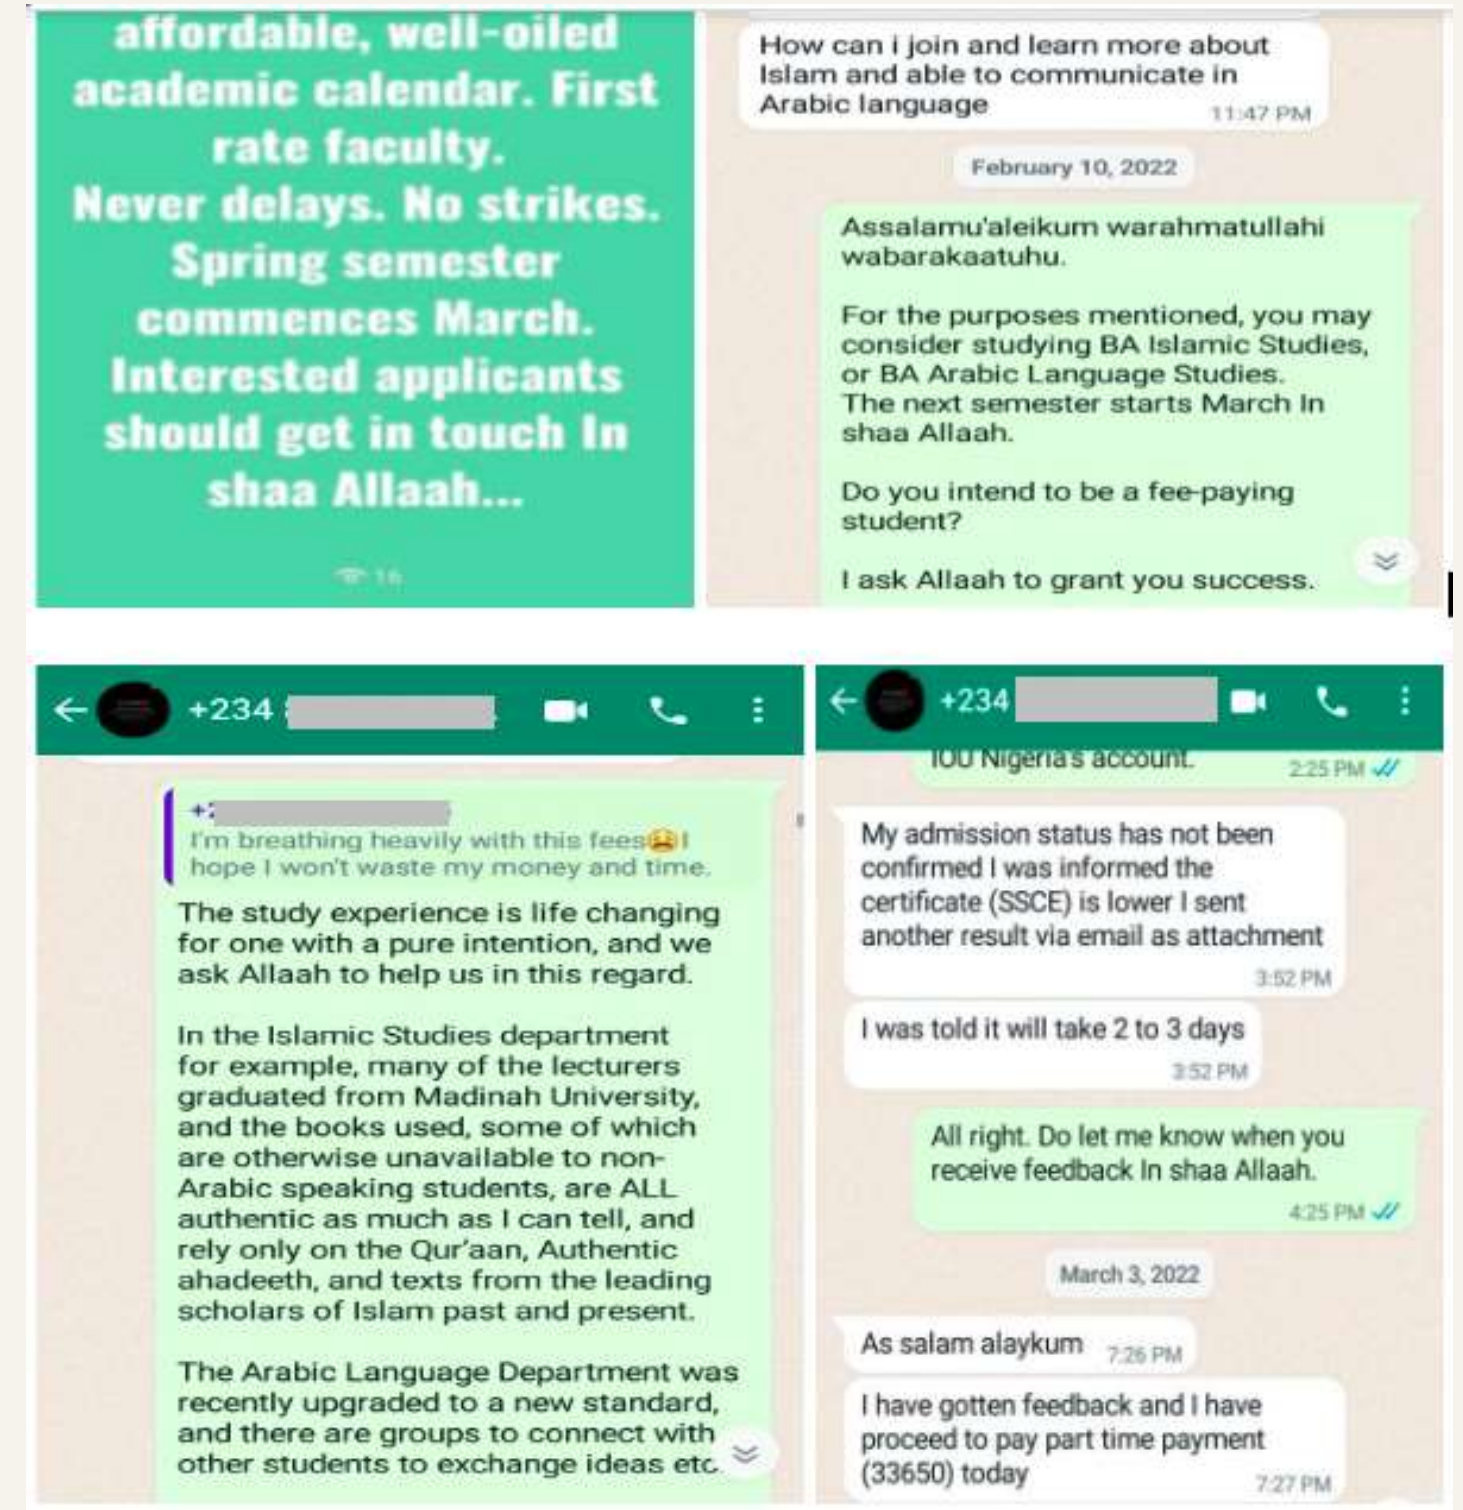 affordable, well-oiled
academic calendar. First
rate faculty.
Never delays. No strikes.
Spring semester
commences March.
Interested applicants
should get in touch In
shaa Allaah...
16
How can i join and learn more about
Islam and able to communicate in
Arabic language
11:47 PM
February 10, 2022
Assalamu'aleikum warahmatullahi
wabarakaatuhu.
For the purposes mentioned, you may
consider studying BA Islamic Studies,
or BA Arabic Language Studies.
The next semester starts March In
shaa Allaah.
Do you intend to be a fee-paying
student?
I ask Allaah to grant you success.
+234
I'm breathing heavily with this fees😫I
hope I won't waste my money and time.
The study experience is life changing
for one with a pure intention, and we
ask Allaah to help us in this regard.
In the Islamic Studies department
for example, many of the lecturers
graduated from Madinah University,
and the books used, some of which
are otherwise unavailable to non-
Arabic speaking students, are ALL
authentic as much as I can tell, and
rely only on the Qur'aan, Authentic
ahadeeth, and texts from the leading
scholars of Islam past and present.
The Arabic Language Department was
recently upgraded to a new standard,
and there are groups to connect with
other students to exchange ideas etc.
+234
IOU Nigeria's account.
2:25 PM
My admission status has not been
confirmed I was informed the
certificate (SSCE) is lower I sent
another result via email as attachment
3:52 PM
I was told it will take 2 to 3 days
3:52 PM
All right. Do let me know when you
receive feedback In shaa Allaah.
4:25 PM
March 3, 2022
As salam alaykum
7:26 PM
I have gotten feedback and I have
proceed to pay part time payment
(33650) today
7:27 PM